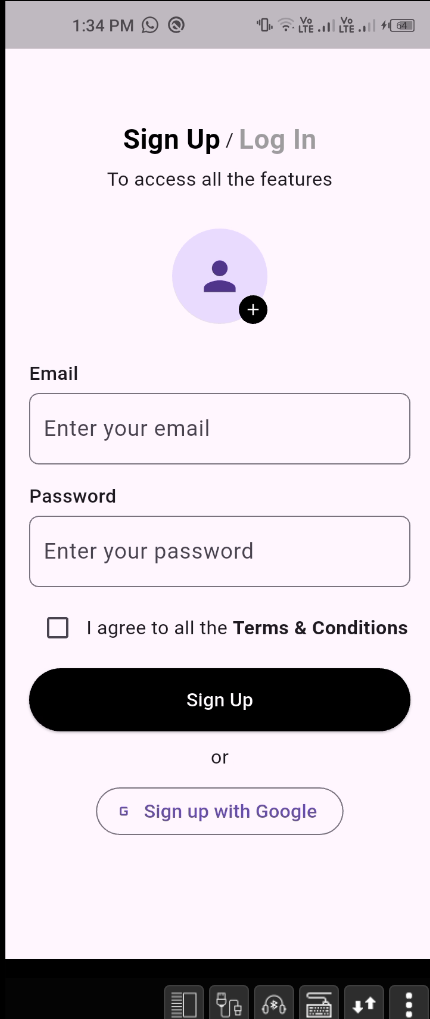 1:34 PM
Vo LTE Vo LTE 64
Sign Up / Log In
To access all the features
Email
Enter your email
Password
Enter your password
I agree to all the Terms & Conditions
Sign Up
or
G Sign up with Google